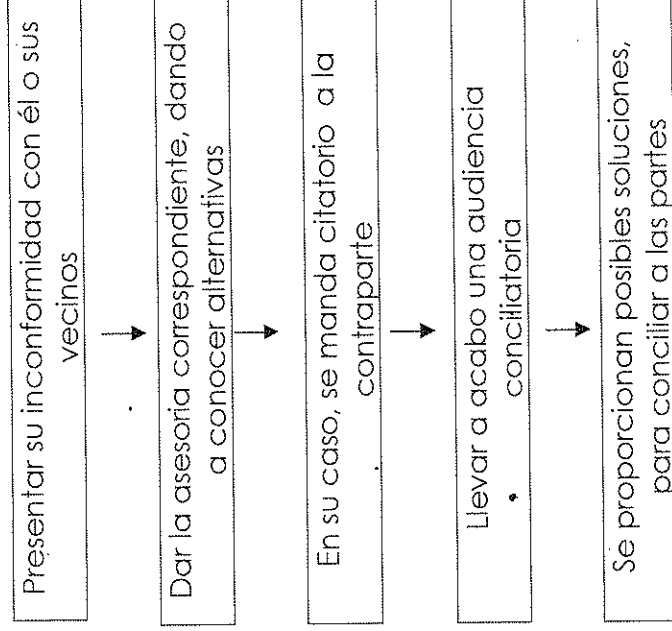 Presentar su inconformidad con él o sus
vecinos
Dar la asesoria correspondiente, dando
a conocer alternativas
En su caso, se manda citatorio a la
contraparte
Llevar a acabo una audiencia
conciliatoria
Se proporcionan posibles soluciones,
para conciliar a las partes